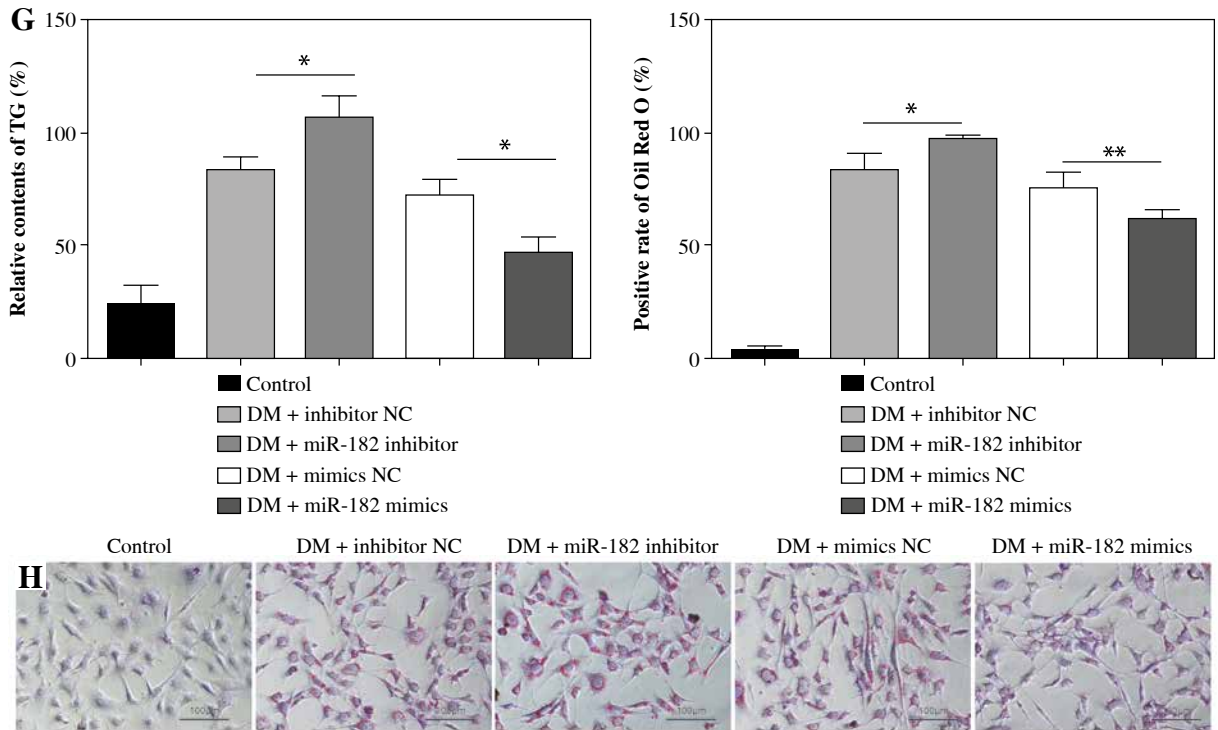 G
Relative contents of TG (%)
150
100
50
0
*
*
Positive rate of Oil Red O (%)
150
100
50
0
*
**
Control
DM + inhibitor NC
DM + miR-182 inhibitor
DM + mimics NC
DM + miR-182 mimics
Control
DM + inhibitor NC
DM + miR-182 inhibitor
DM + mimics NC
DM + miR-182 mimics
H
Control
DM + inhibitor NC
DM + miR-182 inhibitor
DM + mimics NC
DM + miR-182 mimics
100μm
100μm
100μm
100μm
100μm